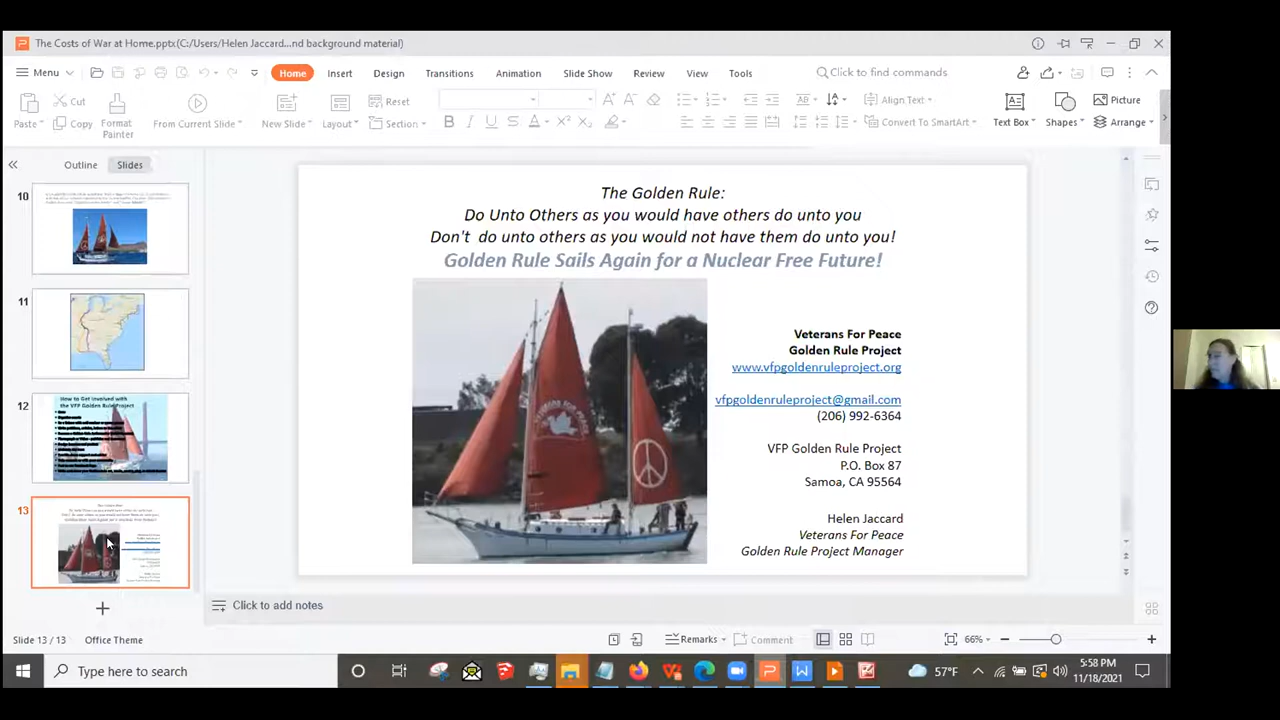 The Costs of War at Home.pptx(C:/Users/Helen Jaccard...nd background material)
Menu
Home
Insert
Design
Transitions
Animation
Slide Show
Review
View
Tools
Click to find commands
Cut
Reset
Align Text
Picture
Paste
Copy
Format
Painter
From Current Slide
New Slide
Layout
Section
B
U
S
A
X²
X₂
AB
Convert To SmartArt
Text Box
Shapes
Arrange
Outline
Slides
10
11
12
How to Get Involved with
the VFP Golden Rule Project
13
The Golden Rule:
Do Unto Others as you would have others do unto you
Don't do unto others as you would not have them do unto you!
Golden Rule Sails Again for a Nuclear Free Future!
Veterans For Peace
Golden Rule Project
www.vfpgoldenruleproject.org
vfpgoldenruleproject@gmail.com
(206) 992-6364
VFP Golden Rule Project
P.O. Box 87
Samoa, CA 95564
Helen Jaccard
Veterans For Peace
Golden Rule Project Manager
Click to add notes
Slide 13 / 13
Office Theme
Remarks
Comment
66%
Type here to search
57°F
5:58 PM
11/18/2021